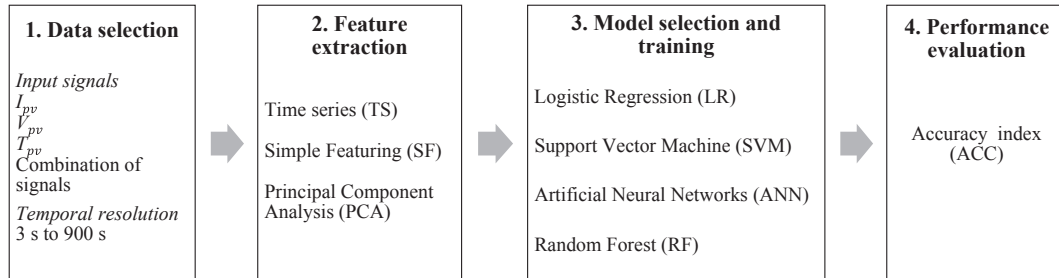 1. Data selection
Input signals
Ipv
Vpv
Tpv
Combination of
signals
Temporal resolution
3 s to 900 s
2. Feature
extraction
Time series (TS)
Simple Featuring (SF)
Principal Component
Analysis (PCA)
3. Model selection and
training
Logistic Regression (LR)
Support Vector Machine (SVM)
Artificial Neural Networks (ANN)
Random Forest (RF)
4. Performance
evaluation
Accuracy index
(ACC)